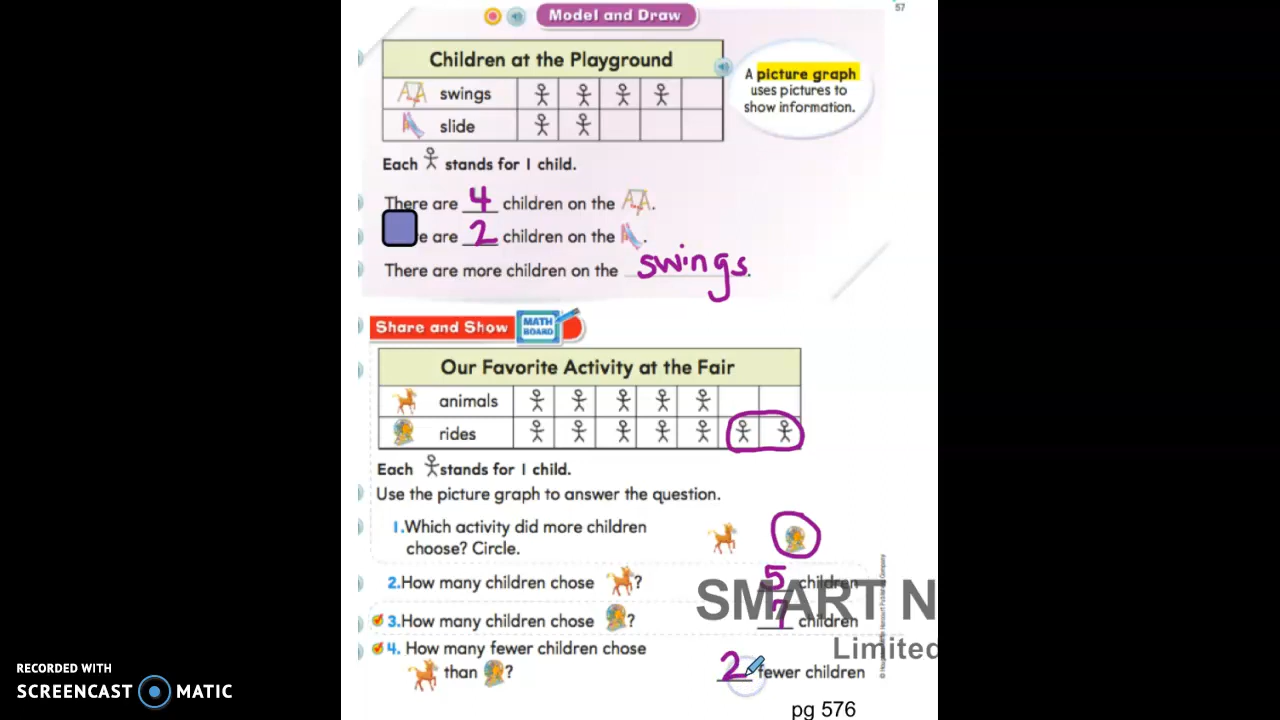 57
Model and Draw
Children at the Playground
swings
slide
A picture graph
uses pictures to
show information.
Each stands for 1 child.
There are 4 children on the .
e are 2 children on the .
There are more children on the swings.
Share and Show MATH BOARD
Our Favorite Activity at the Fair
animals
rides
Each stands for 1 child.
Use the picture graph to answer the question.
1. Which activity did more children
choose? Circle.
2. How many children chose ? 5 children
3. How many children chose ? 7 children
4. How many fewer children chose
than ? 2 fewer children
SMART N
Limited
pg 576
RECORDED WITH
SCREENCAST MATIC